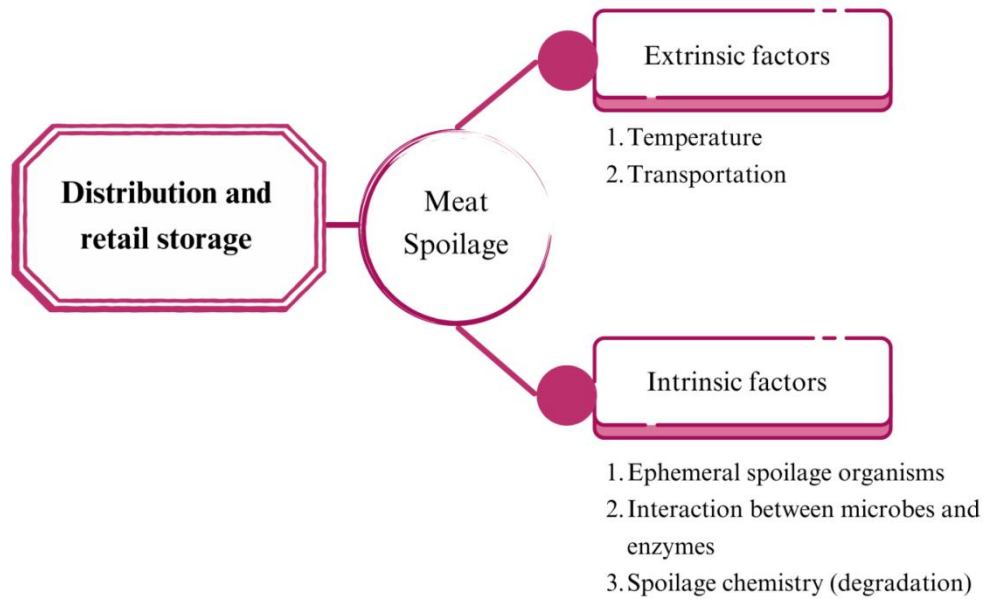 Distribution and
retail storage
Meat
Spoilage
Extrinsic factors
1. Temperature
2. Transportation
Intrinsic factors
1. Ephemeral spoilage organisms
2. Interaction between microbes and
enzymes
3. Spoilage chemistry (degradation)